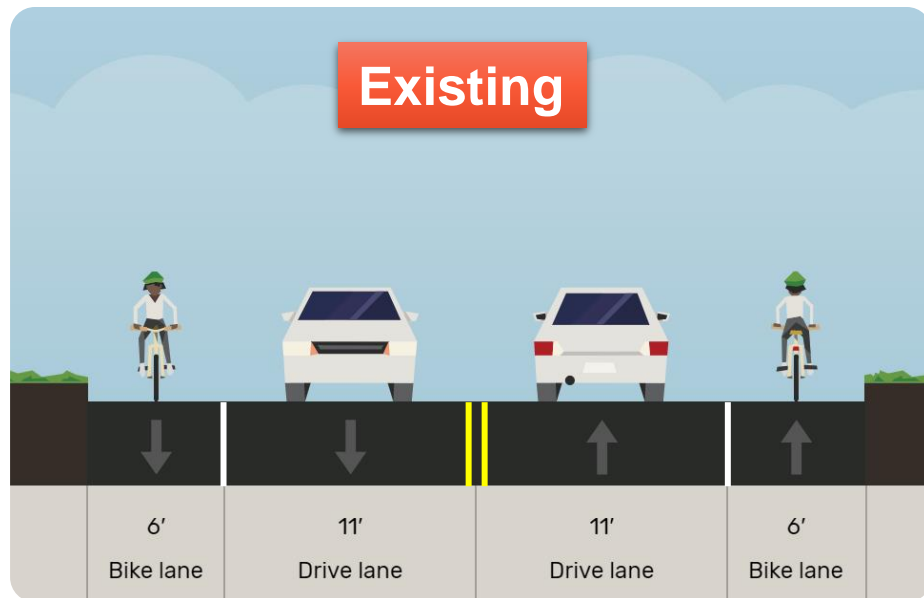 Existing
6′ 11′ 11′ 6′
Bike lane Drive lane Drive lane Bike lane